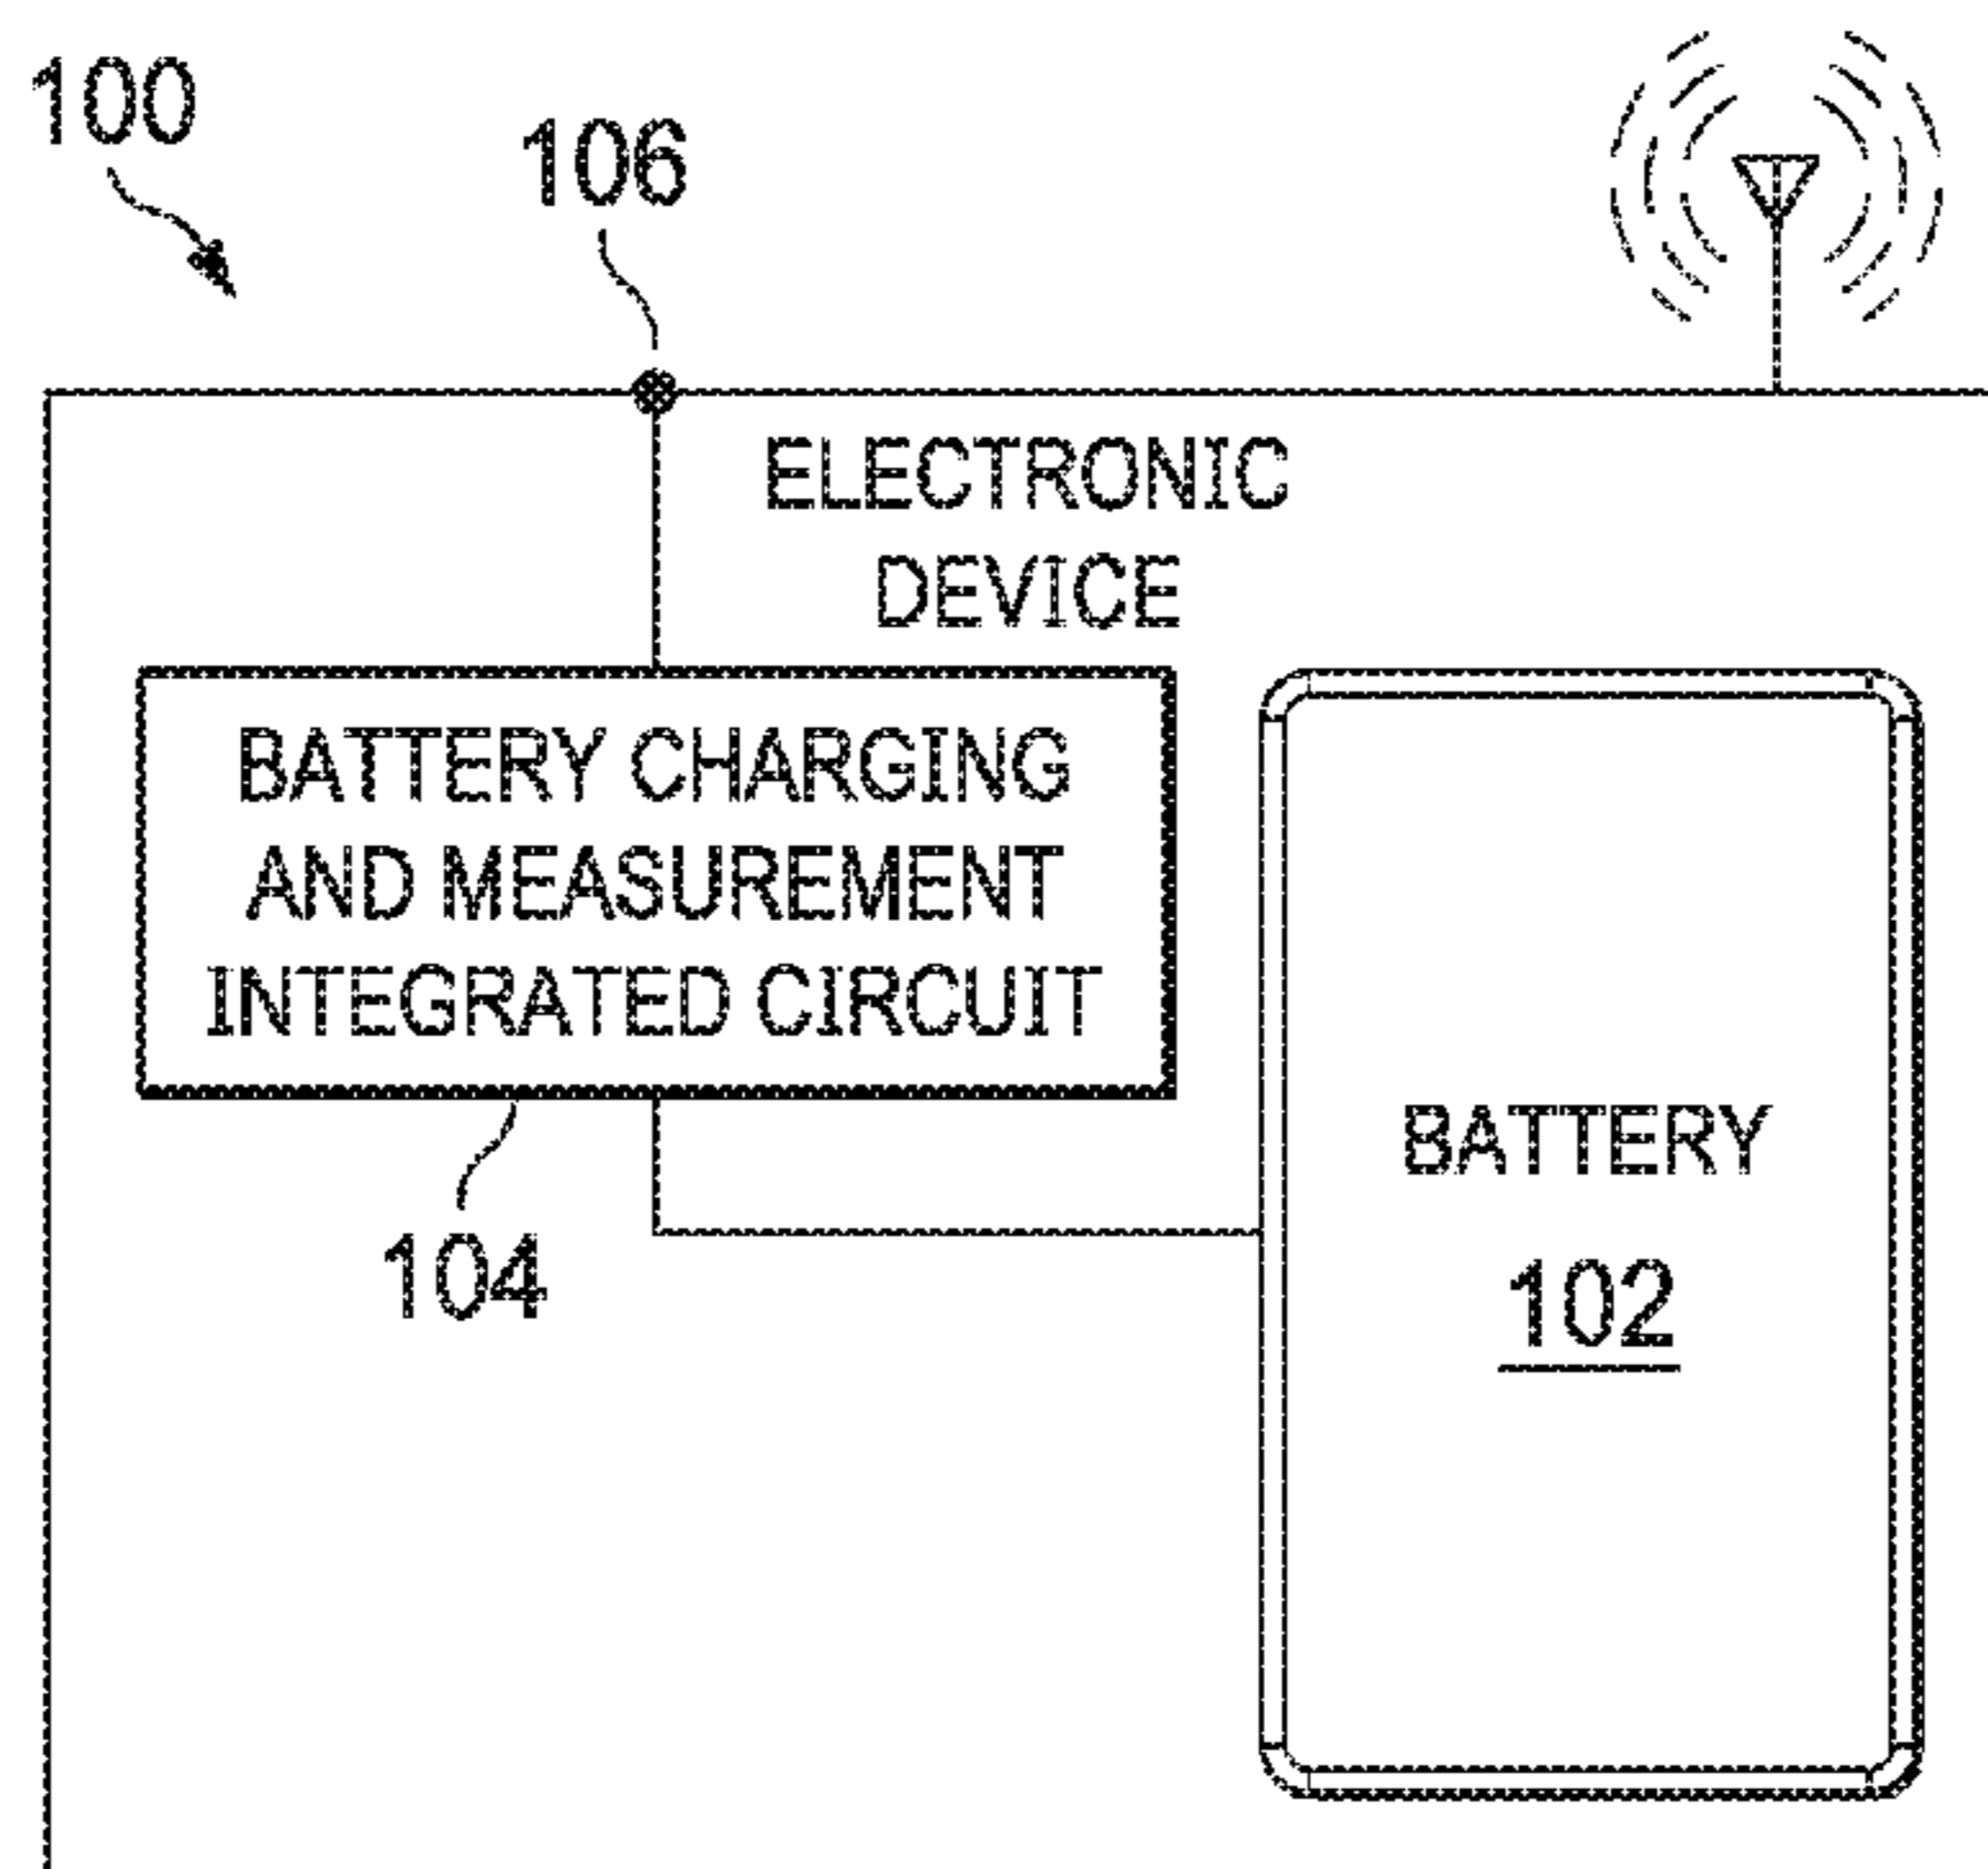 100
106
ELECTRONIC
DEVICE
BATTERY CHARGING
AND MEASUREMENT
INTEGRATED CIRCUIT
104
BATTERY
102